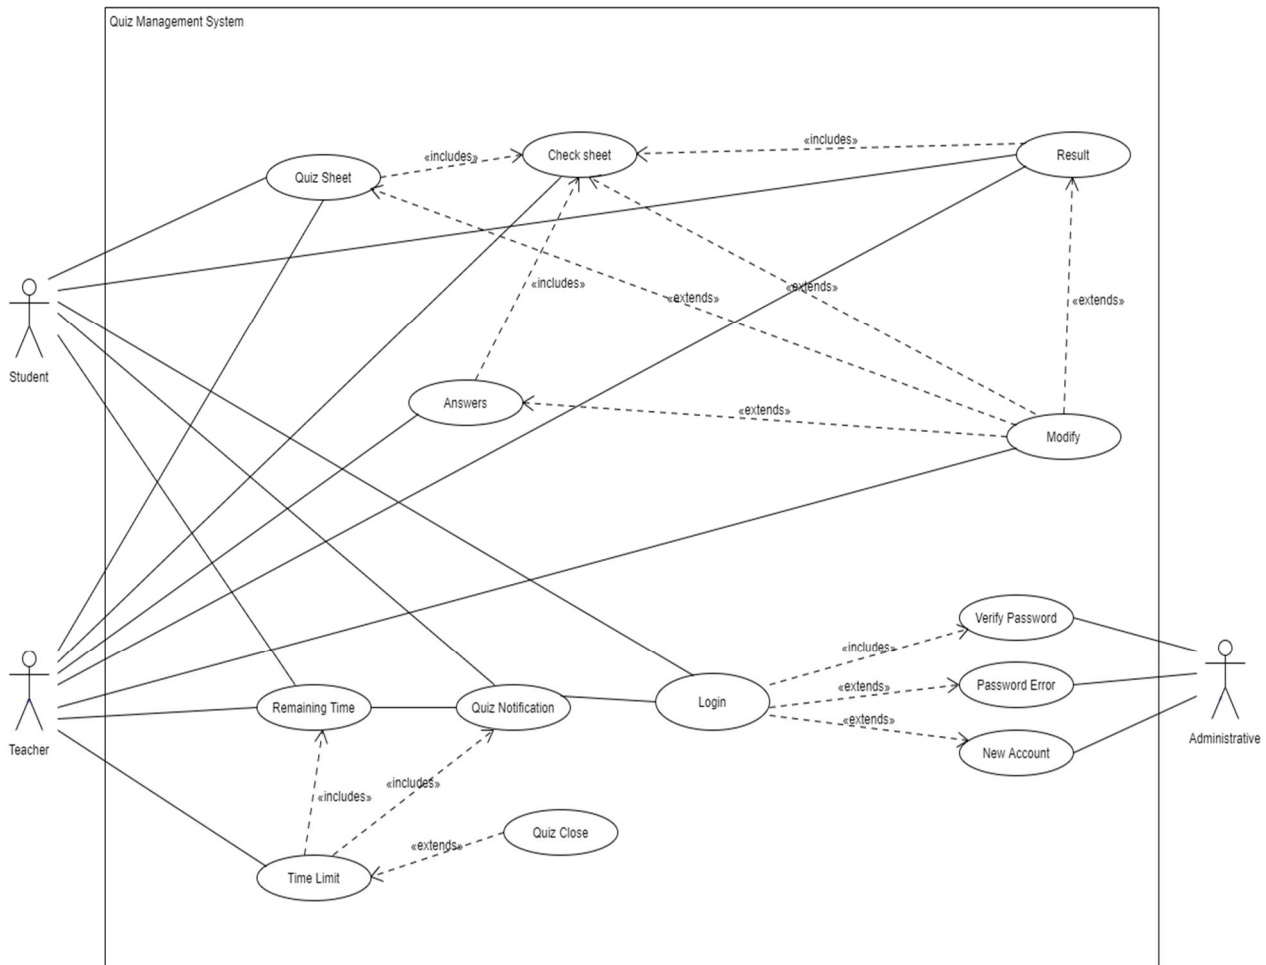 Quiz Management System
«includes»
Check sheet
«includes»
Result
Quiz Sheet
«includes»
«extends»
«extends»
«extends»
Student
Answers
«extends»
Modify
Verify Password
«includes»
Password Error
«extends»
Login
Remaining Time
Quiz Notification
«extends»
New Account
Teacher
Administrative
«includes»
«includes»
Quiz Close
«extends»
Time Limit